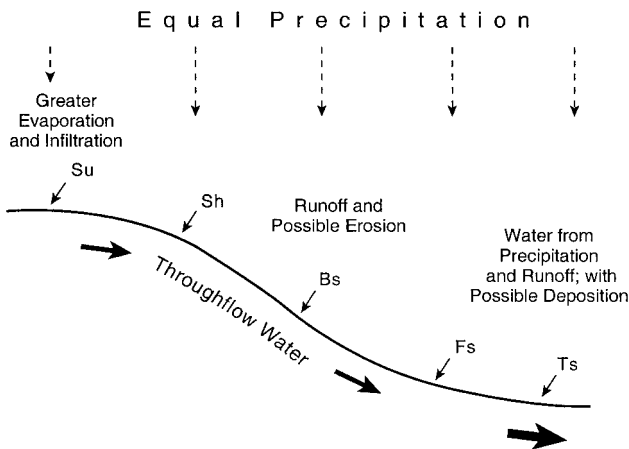 Equal Precipitation
Greater
Evaporation
and Infiltration
Su
Sh
Runoff and
Possible Erosion
Water from
Precipitation
and Runoff; with
Possible Deposition
Throughflow Water
Bs
Fs
Ts